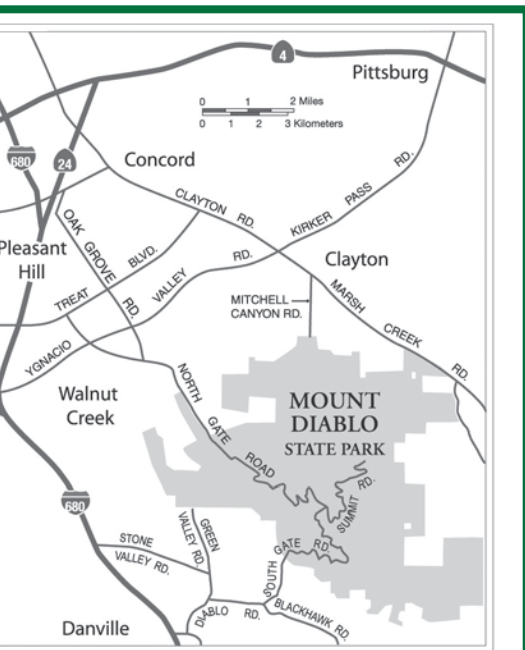 4
Pittsburg
0 1 2 Miles
0 1 2 3 Kilometers
680
24
Concord
CLAYTON RD.
KIRKER PASS RD.
OAK GROVE RD.
Pleasant
Hill
TREAT BLVD.
YGNACIO VALLEY RD.
Clayton
MITCHELL
CANYON RD.
MARSH CREEK RD.
Walnut
Creek
NORTH GATE ROAD
MOUNT
DIABLO
STATE PARK
SUMMIT RD.
680
STONE
VALLEY RD.
GREEN
VALLEY RD.
SOUTH GATE RD.
DIABLO RD.
BLACKHAWK RD.
Danville